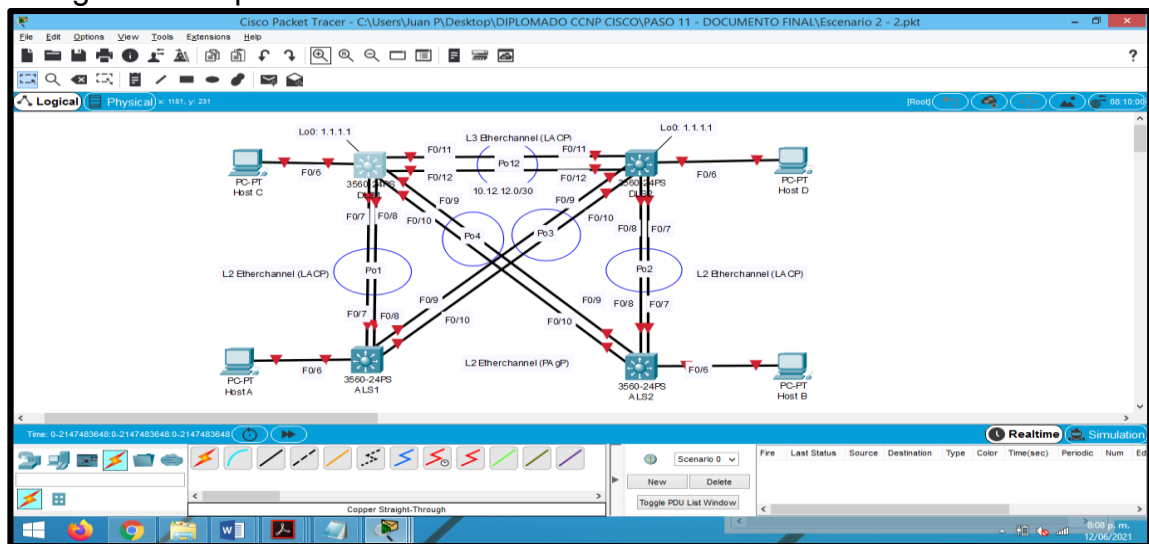 Cisco Packet Tracer - C:\Users\Juan P\Desktop\DIPLOMADO CCNP CISCO\PASO 11 - DOCUMENTO FINAL\Escenario 2 - 2.pkt
File Edit Options View Tools Extensions Help
?
Logical Physical x: 1181, y: 231 [Root] 08:10:00
Lo0: 1.1.1.1 Lo0: 1.1.1.1
L3 Etherchannel (LACP)
F0/11 F0/11
Po12
F0/6 F0/6
F0/12 F0/12
PC-PT 3560-24PS 3560-24PS PC-PT
Host C Host D
10.12.12.0/30
F0/9 F0/9
F0/7 F0/8 F0/10 F0/10
F0/8 F0/7
Po4 Po3
L2 Etherchannel (LACP) Po1 Po2 L2 Etherchannel (LACP)
F0/9 F0/9
F0/8 F0/7
F0/7 F0/8
F0/10 F0/10
L2 Etherchannel (PAgP)
F0/6 F0/6
PC-PT 3560-24PS 3560-24PS PC-PT
Host A ALS1 ALS2 Host B
Time: 0-2147483648:0-2147483648:0-2147483648 Realtime Simulation
Scenario 0 Fire Last Status Source Destination Type Color Time(sec) Periodic Num Ed
New Delete
Toggle PDU List Window
Copper Straight-Through
8:08 p. m.
12/06/2021